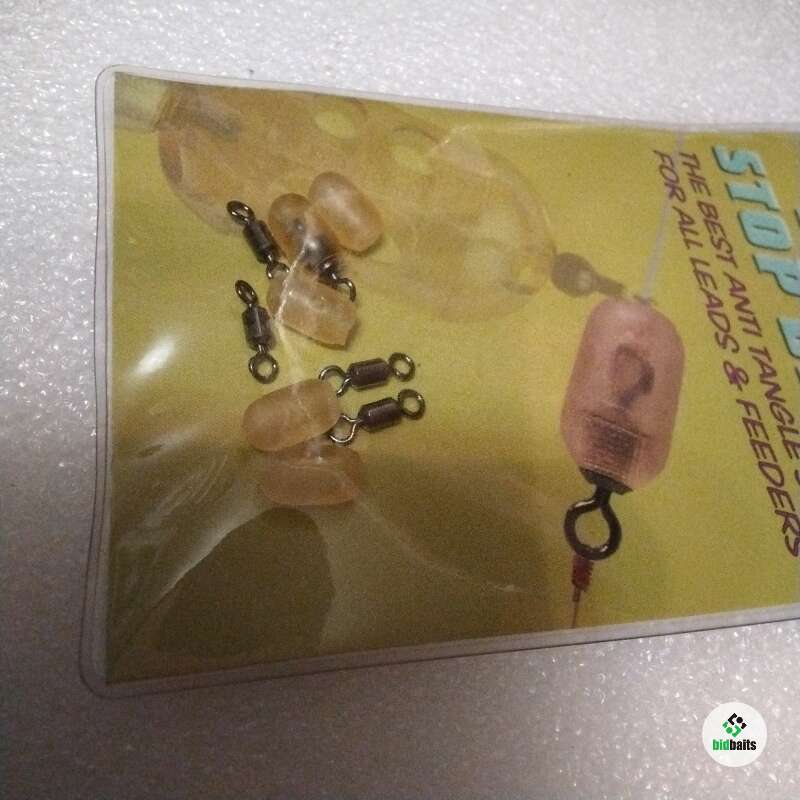 STOP
THE BEST ANTI TANGLE
FOR ALL LEADS & FEEDERS
bidbaits